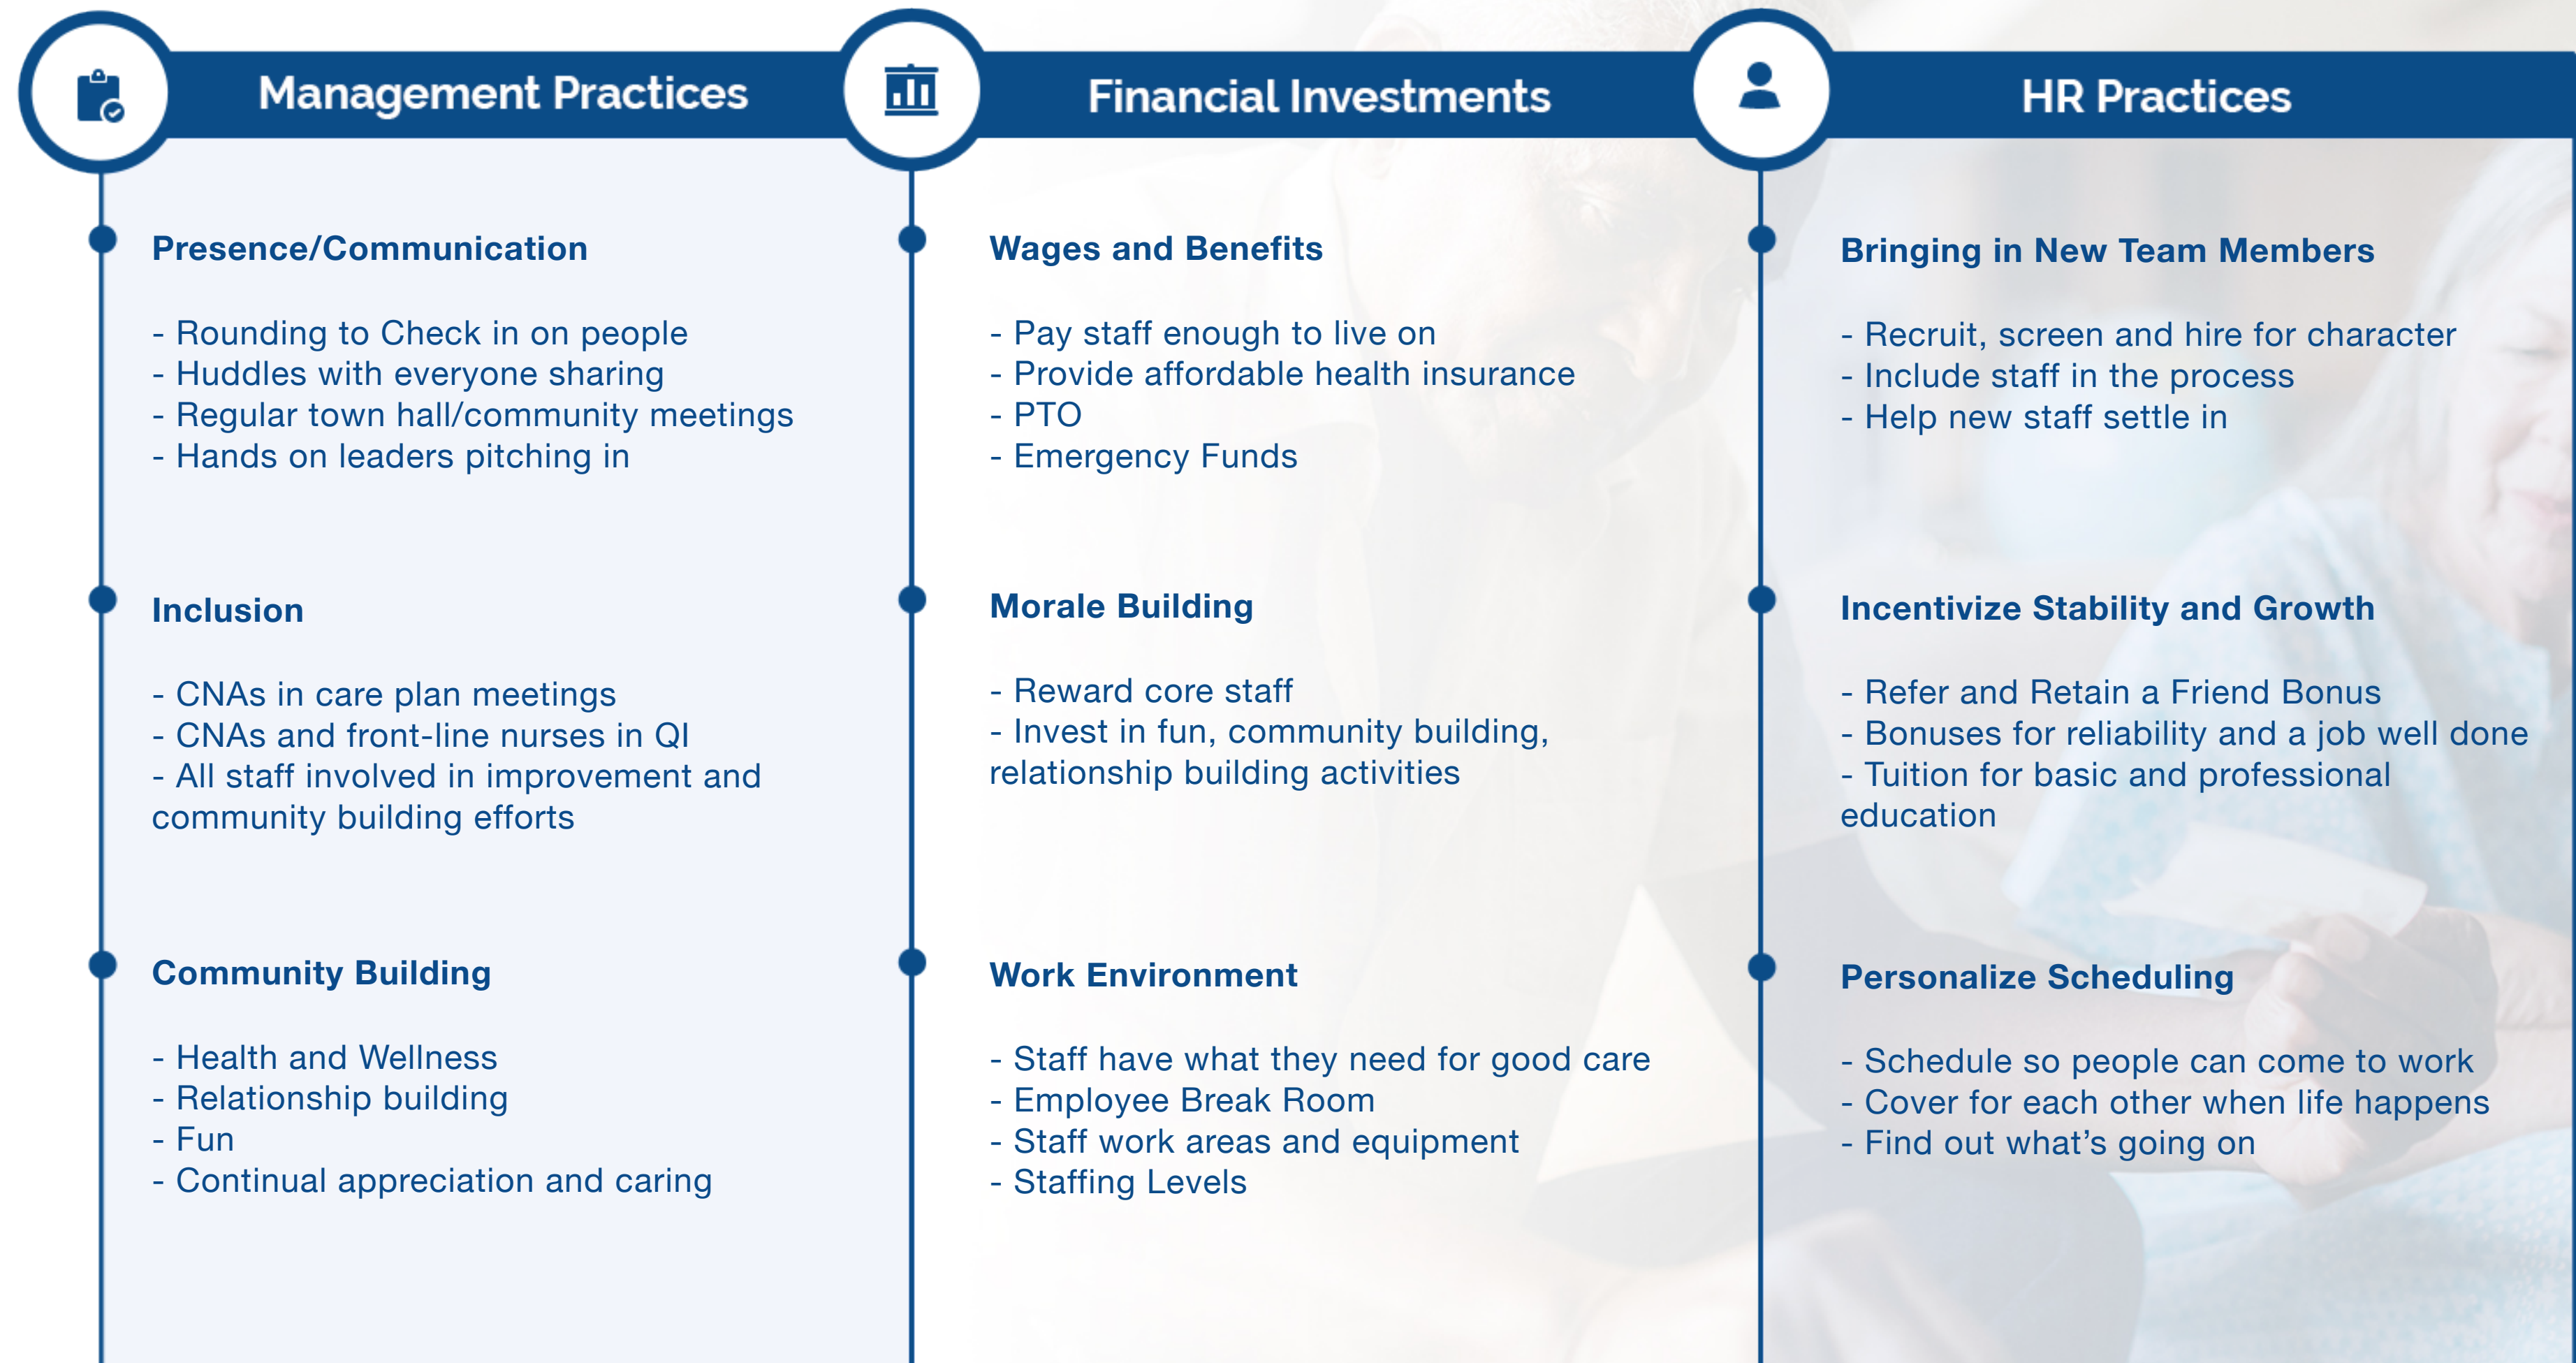 Management Practices
Presence/Communication
- Rounding to Check in on people
- Huddles with everyone sharing
- Regular town hall/community meetings
- Hands on leaders pitching in
Inclusion
- CNAs in care plan meetings
- CNAs and front-line nurses in QI
- All staff involved in improvement and
community building efforts
Community Building
- Health and Wellness
- Relationship building
- Fun
- Continual appreciation and caring
Financial Investments
Wages and Benefits
- Pay staff enough to live on
- Provide affordable health insurance
- PTO
- Emergency Funds
Morale Building
- Reward core staff
- Invest in fun, community building,
relationship building activities
Work Environment
- Staff have what they need for good care
- Employee Break Room
- Staff work areas and equipment
- Staffing Levels
HR Practices
Bringing in New Team Members
- Recruit, screen and hire for character
- Include staff in the process
- Help new staff settle in
Incentivize Stability and Growth
- Refer and Retain a Friend Bonus
- Bonuses for reliability and a job well done
- Tuition for basic and professional
education
Personalize Scheduling
- Schedule so people can come to work
- Cover for each other when life happens
- Find out what’s going on